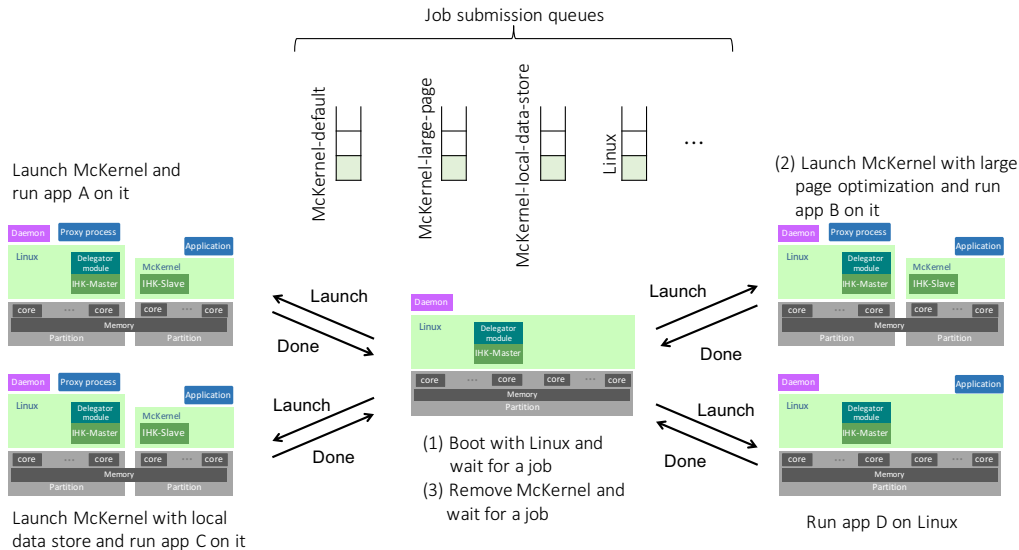 Job submission queues
McKernel-default
McKernel-large-page
McKernel-local-data-store
Linux
...
Launch McKernel and
run app A on it
Daemon
Proxy process
Application
Linux
Delegator
module
IHK-Master
McKernel
IHK-Slave
core
...
core
core
...
core
Memory
Partition
Partition
Launch
Done
(2) Launch McKernel with large
page optimization and run
app B on it
Daemon
Proxy process
Application
Linux
Delegator
module
IHK-Master
McKernel
IHK-Slave
core
...
core
core
...
core
Memory
Partition
Partition
Launch
Done
Daemon
Linux
Delegator
module
IHK-Master
core
...
core
core
...
core
Memory
Partition
(1) Boot with Linux and
wait for a job
(3) Remove McKernel and
wait for a job
Daemon
Proxy process
Application
Linux
Delegator
module
IHK-Master
McKernel
IHK-Slave
core
...
core
core
...
core
Memory
Partition
Partition
Launch
Done
Launch McKernel with local
data store and run app C on it
Daemon
Application
Linux
Delegator
module
IHK-Master
core
...
core
core
...
core
Memory
Partition
Launch
Done
Run app D on Linux